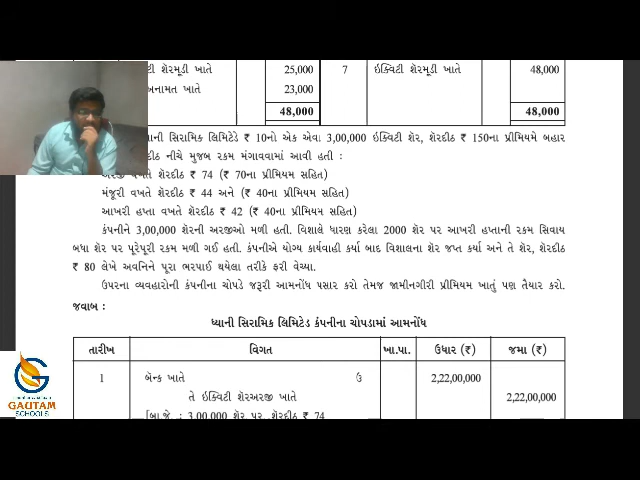 ટી શૅરમૂડી ખાતે 25,000 7 ઇક્વિટી શૅરમૂડી ખાતે 48,000
અનામત ખાતે 23,000
48,000 48,000
યાની સિરામિક લિમિટેડે ₹ 10નો એક એવા 3,00,000 ઇક્વિટી શૅર, શૅરદીઠ ₹ 150ના પ્રીમિયમે બહાર
દીઠ નીચે મુજબ રકમ મંગાવવામાં આવી હતી :
અરજી વખતે શૅરદીઠ ₹ 74 (₹ 70ના પ્રીમિયમ સહિત)
મંજૂરી વખતે શૅરદીઠ ₹ 44 અને (₹ 40ના પ્રીમિયમ સહિત)
આખરી હપ્તા વખતે શૅરદીઠ ₹ 42 (₹ 40ના પ્રીમિયમ સહિત)
કંપનીને 3,00,000 શૅરની અરજીઓ મળી હતી. વિશાલે ધારણ કરેલા 2000 શૅર પર આખરી હપ્તાની રકમ સિવાય
બધા શૅર પર પૂરેપૂરી રકમ મળી ગઈ હતી. કંપનીએ યોગ્ય કાર્યવાહી કર્યા બાદ વિશાલના શૅર જપ્ત કર્યા અને તે શૅર, શૅરદીઠ
₹ 80 લેખે અવનિને પૂરા ભરપાઈ થયેલા તરીકે ફરી વેચ્યા.
ઉપરના વ્યવહારોની કંપનીના ચોપડે જરૂરી આમનોંધ પસાર કરો તેમજ જામીનગીરી પ્રીમિયમ ખાતું પણ તૈયાર કરો.
જવાબ :
ધ્યાની સિરામિક લિમિટેડ કંપનીના ચોપડામાં આમનોંધ
તારીખ વિગત ખા.પા. ઉધાર (₹) જમા (₹)
1 બૅન્ક ખાતે ઉ 2,22,00,000
તે ઇક્વિટી શૅરઅરજી ખાતે 2,22,00,000
[બા.જે. : 3,00,000 શૅર પર, શૅરદીઠ ₹ 74
GAUTAM
SCHOOLS